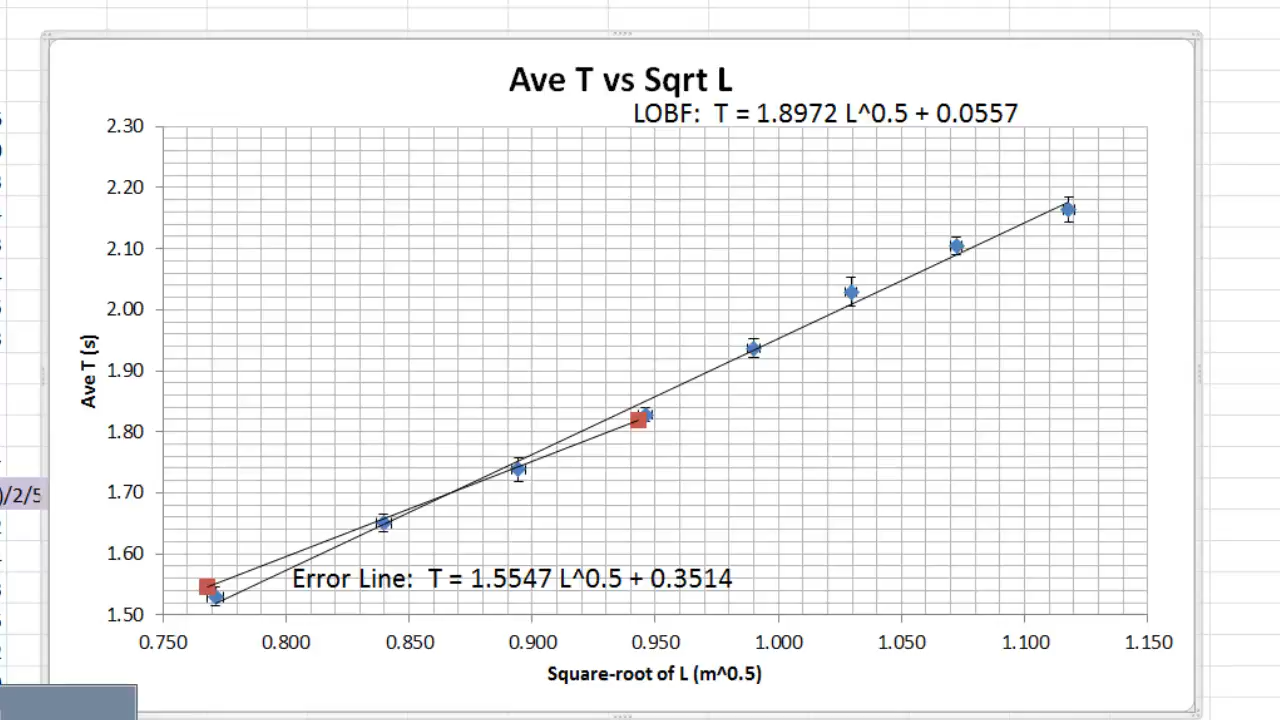 Ave T vs Sqrt L
LOBF: T = 1.8972 L^0.5 + 0.0557
2.30
2.20
2.10
2.00
1.90
1.80
1.70
1.60
1.50
Ave T (s)
)/2/5
Error Line: T = 1.5547 L^0.5 + 0.3514
0.750 0.800 0.850 0.900 0.950 1.000 1.050 1.100 1.150
Square-root of L (m^0.5)